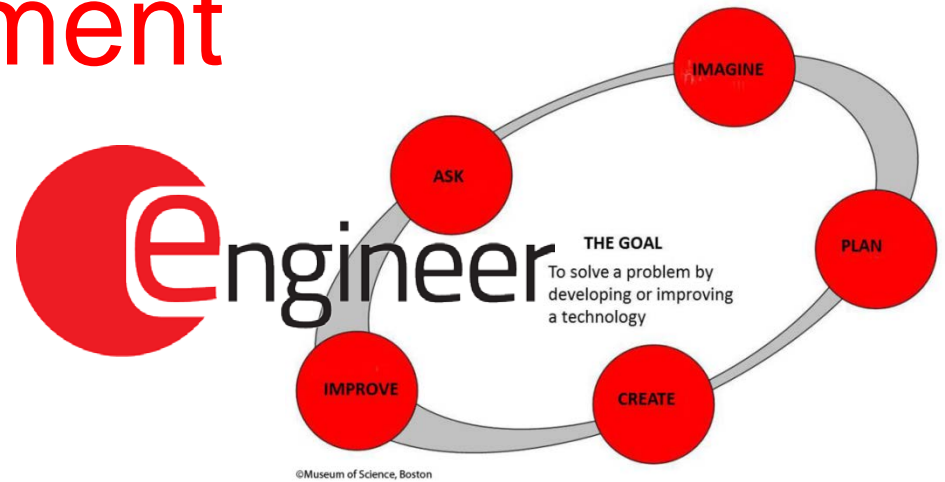 ment
IMAGINE
ASK
engineer
THE GOAL
To solve a problem by
developing or improving
a technology
PLAN
IMPROVE
CREATE
©Museum of Science, Boston